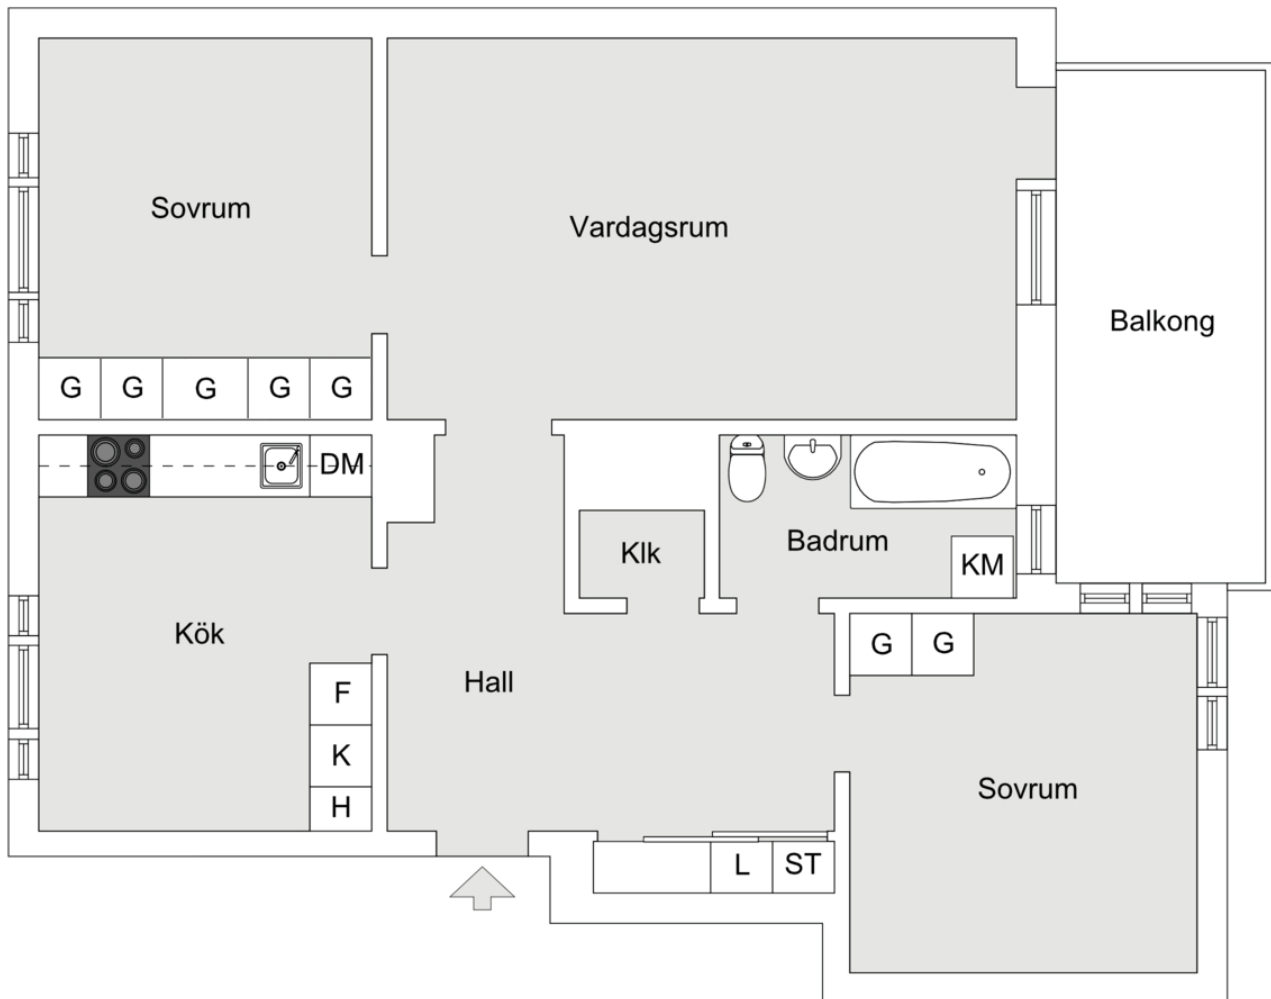 Sovrum
Vardagsrum
Balkong
G G G G G
DM
Klk
Badrum
KM
Kök
G G
F
Hall
K
Sovrum
H
L
ST